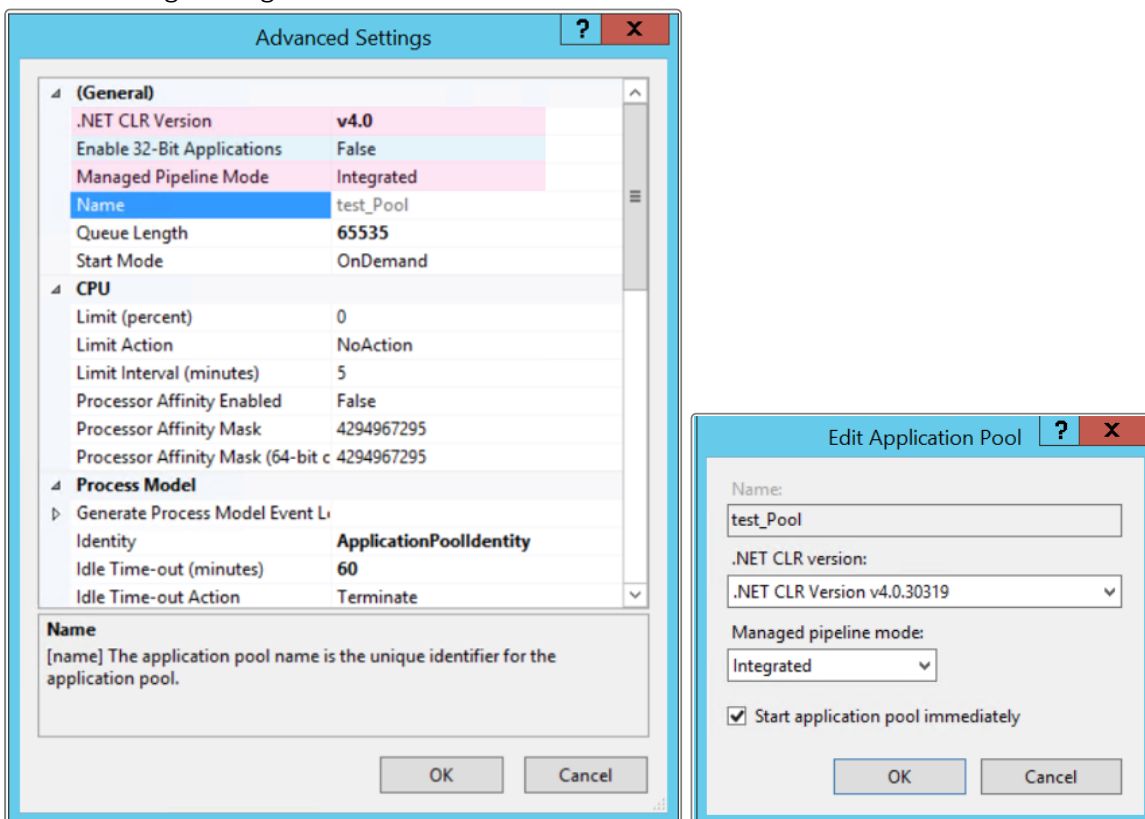 Advanced Settings ? x
(General)
.NET CLR Version v4.0
Enable 32-Bit Applications False
Managed Pipeline Mode Integrated
Name test_Pool
Queue Length 65535
Start Mode OnDemand
CPU
Limit (percent) 0
Limit Action NoAction
Limit Interval (minutes) 5
Processor Affinity Enabled False
Processor Affinity Mask 4294967295
Processor Affinity Mask (64-bit c 4294967295
Process Model
Generate Process Model Event L
Identity ApplicationPoolIdentity
Idle Time-out (minutes) 60
Idle Time-out Action Terminate
Name
[name] The application pool name is the unique identifier for the
application pool.
OK Cancel
Edit Application Pool ? x
Name:
test_Pool
.NET CLR version:
.NET CLR Version v4.0.30319
Managed pipeline mode:
Integrated
Start application pool immediately
OK Cancel